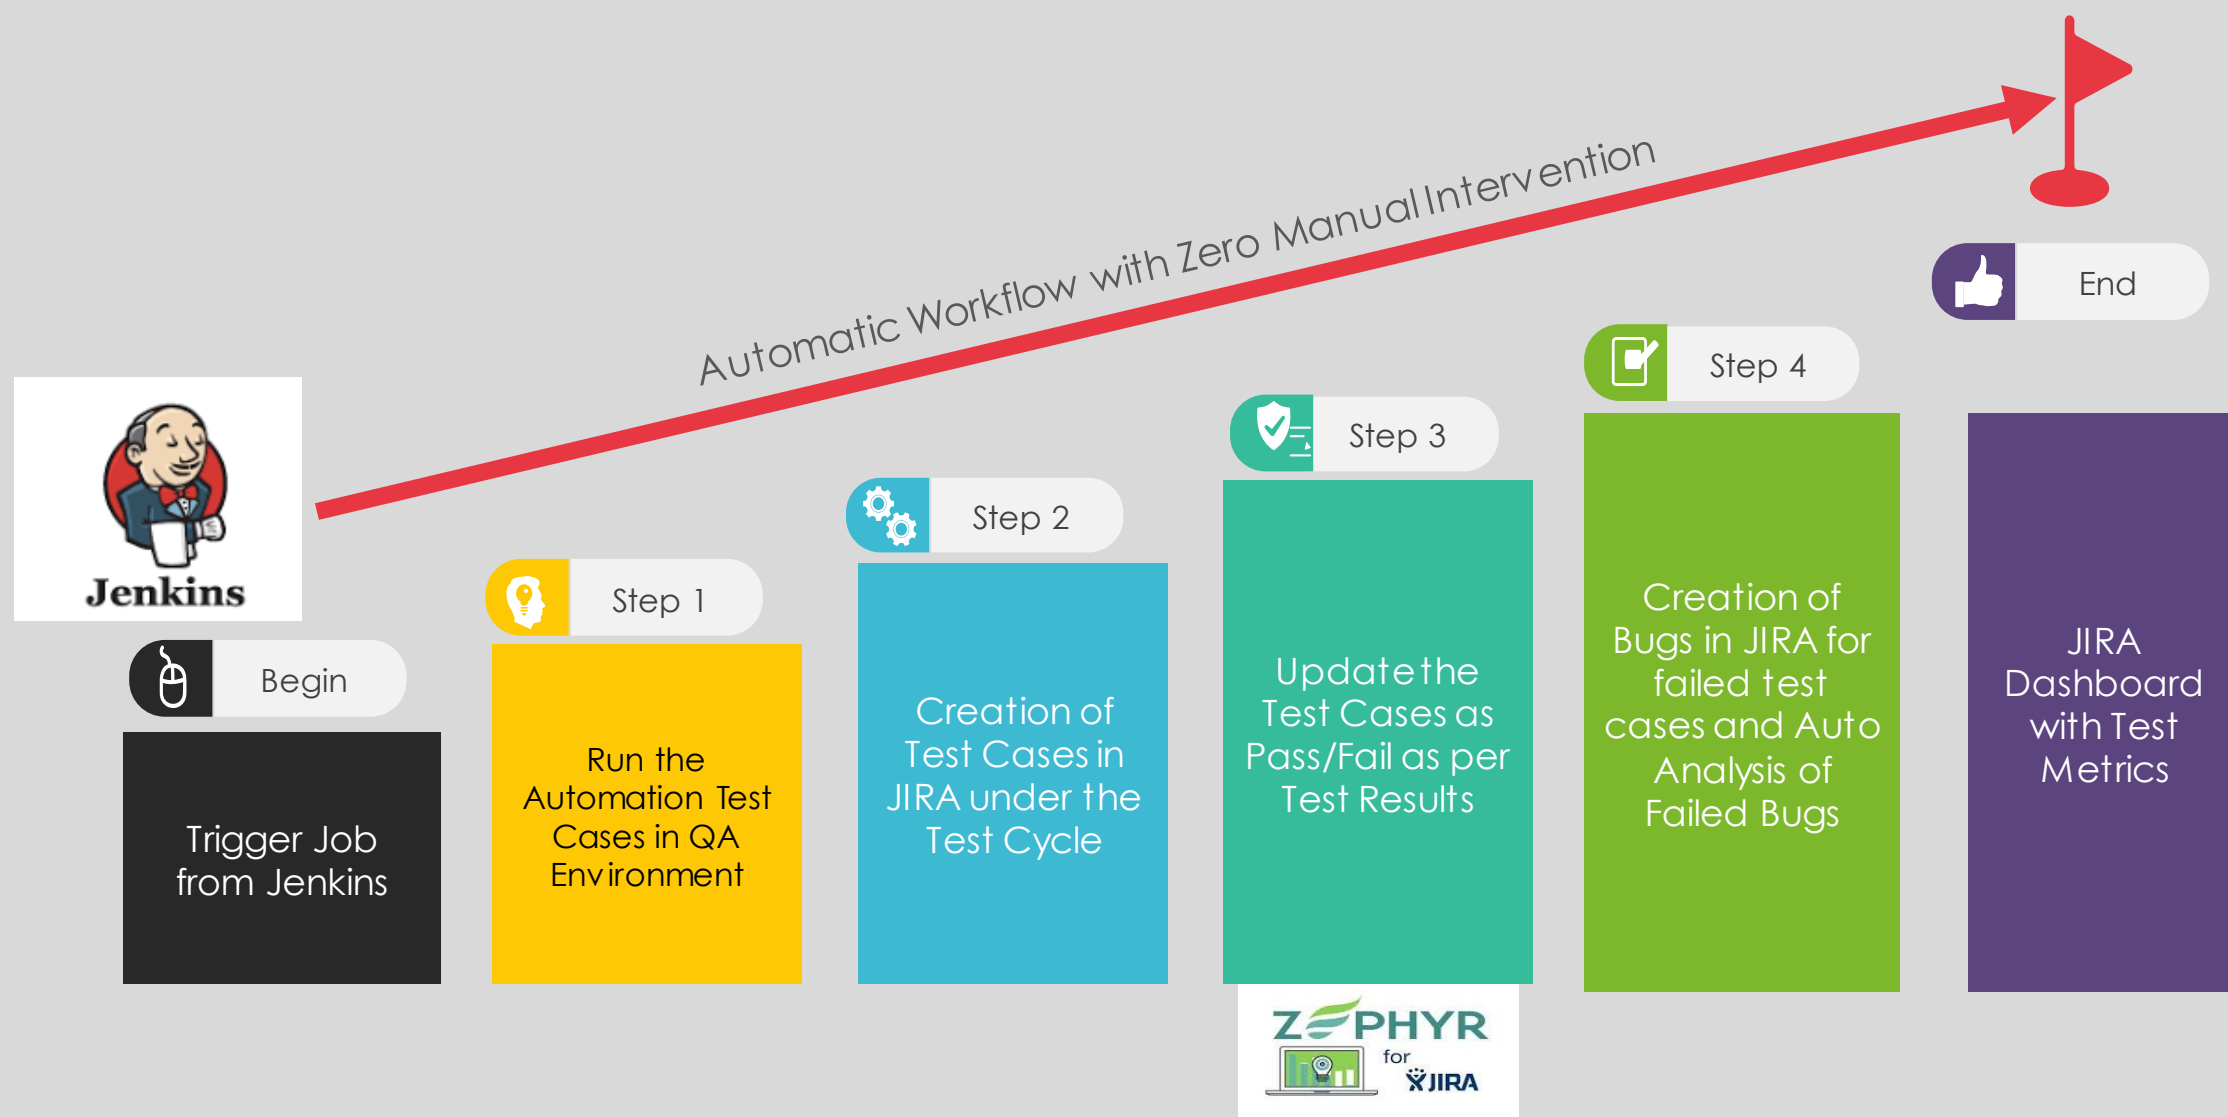 Automatic Workflow with Zero Manual Intervention
Jenkins
Begin
Trigger Job
from Jenkins
Step 1
Run the
Automation Test
Cases in QA
Environment
Step 2
Creation of
Test Cases in
JIRA under the
Test Cycle
Step 3
Update the
Test Cases as
Pass/Fail as per
Test Results
ZEPHYR
for
JIRA
Step 4
Creation of
Bugs in JIRA for
failed test
cases and Auto
Analysis of
Failed Bugs
End
JIRA
Dashboard
with Test
Metrics